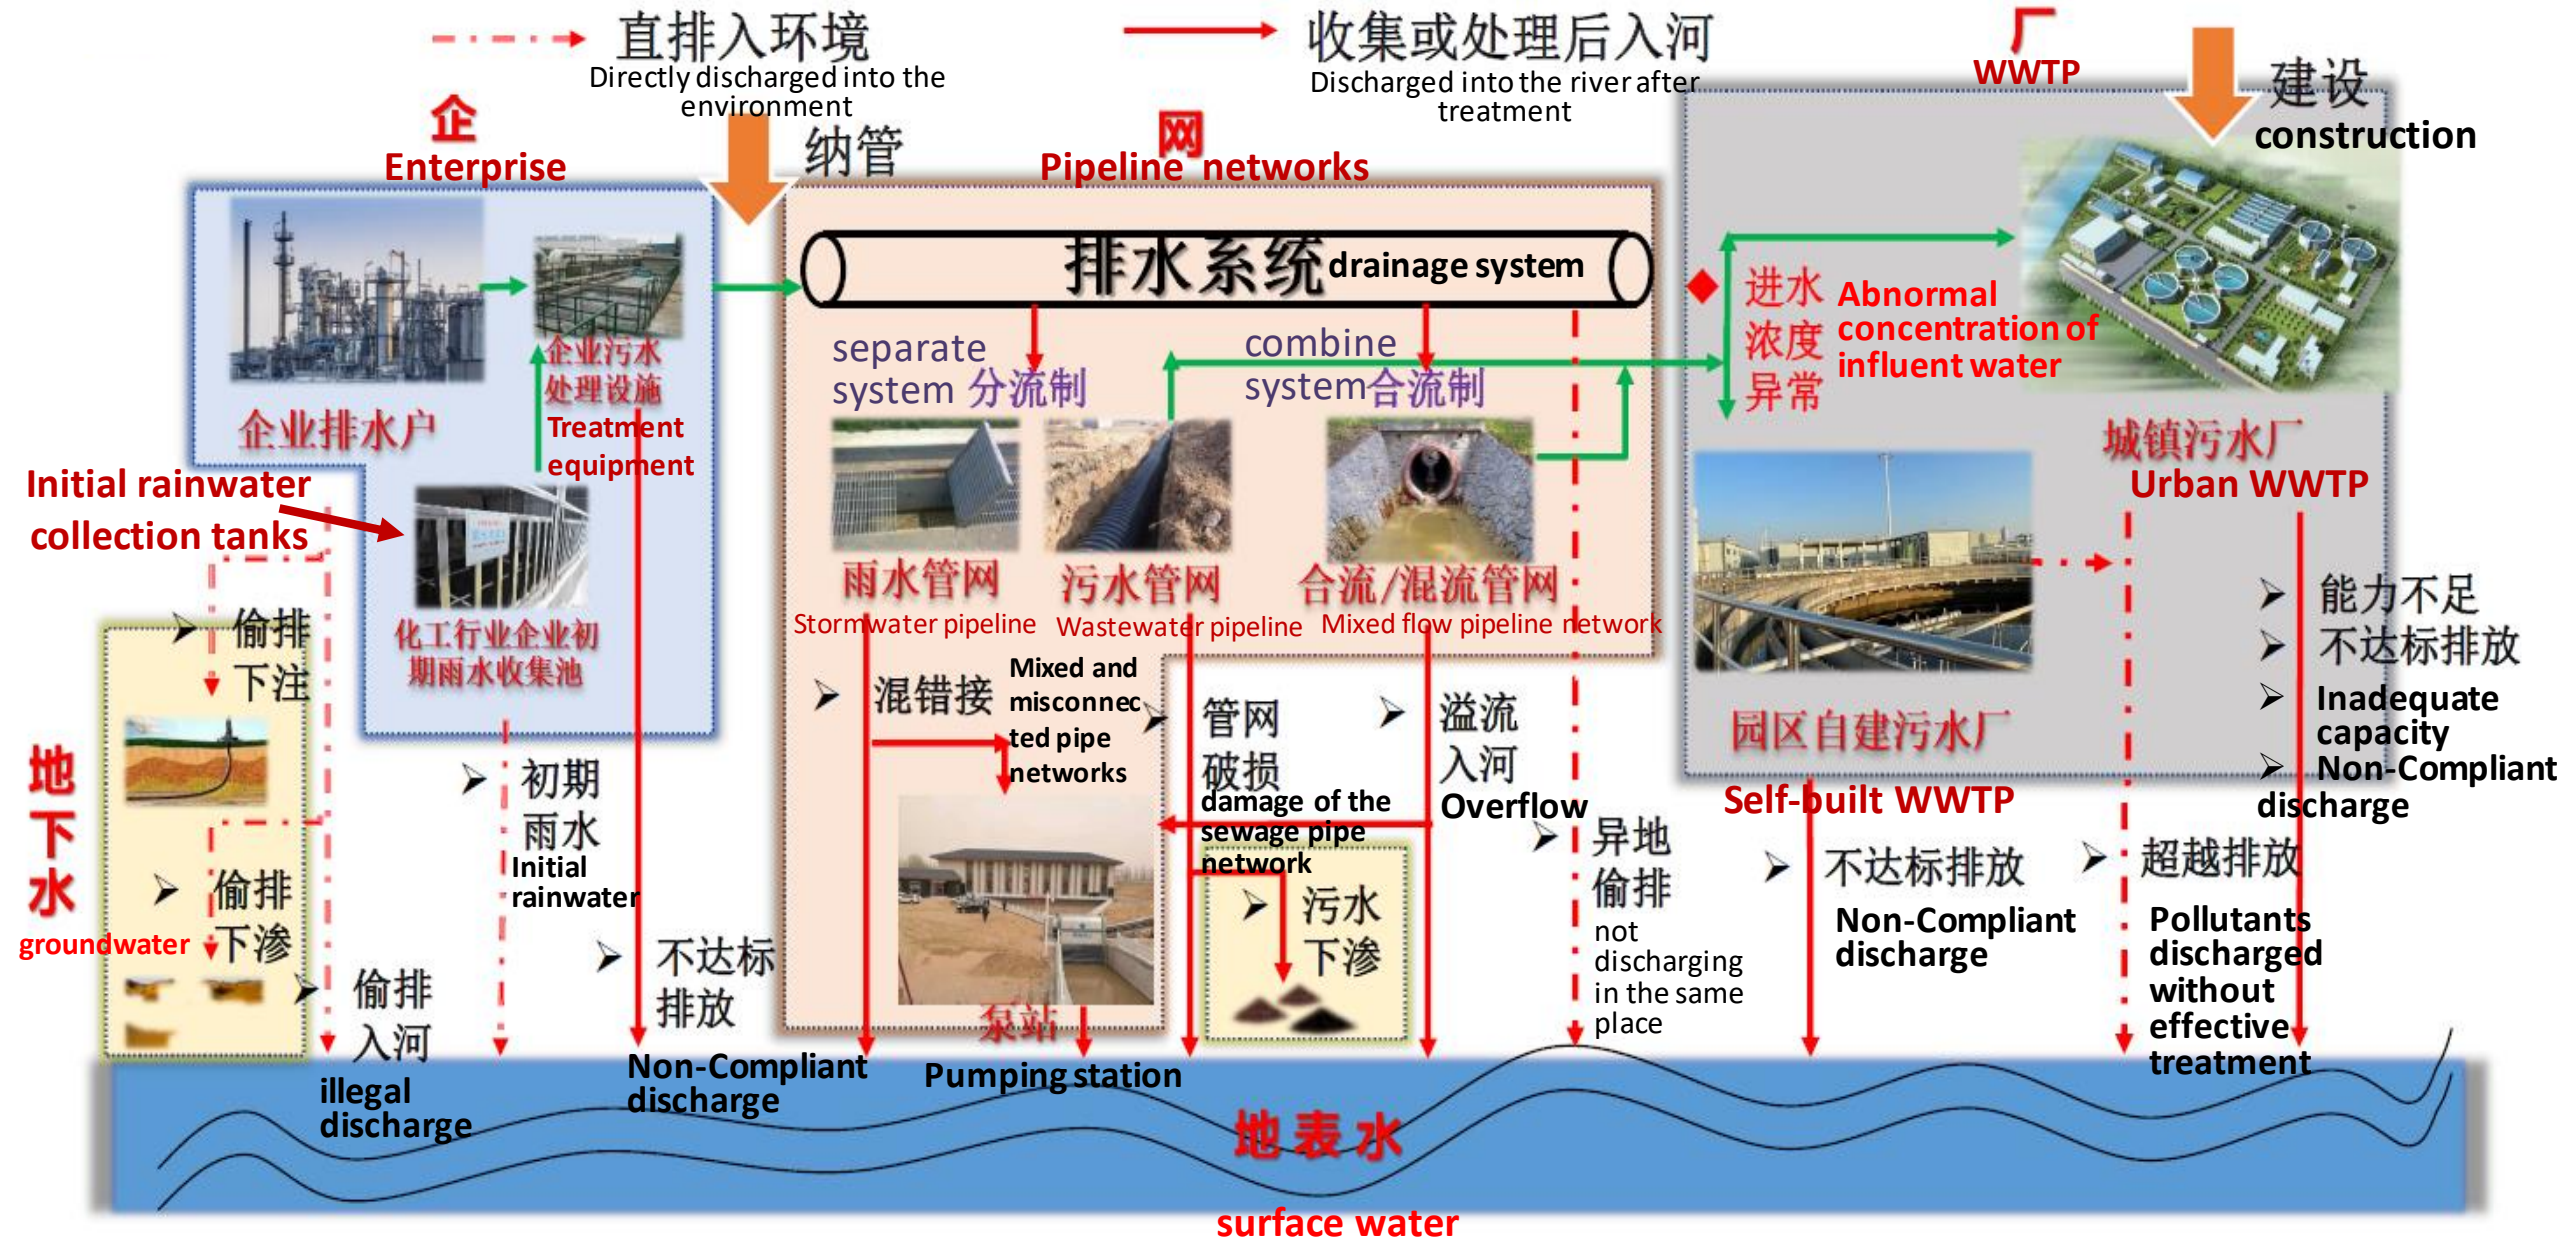 直排入环境
Directly discharged into the
environment
收集或处理后入河
Discharged into the river after
treatment
企
Enterprise
纳管
网
Pipeline networks
厂
WWTP
建设
construction
企业排水户
企业污水
处理设施
Treatment
equipment
Initial rainwater
collection tanks
化工行业企业初
期雨水收集池
排水系统
drainage system
separate
system 分流制
combine
system合流制
雨水管网
Stormwater pipeline
污水管网
Wastewater pipeline
合流/混流管网
Mixed flow pipeline network
进水
浓度
异常
Abnormal
concentration of
influent water
城镇污水厂
Urban WWTP
园区自建污水厂
Self-built WWTP
➢ 能力不足
➢ 不达标排放
➢ Inadequate
capacity
➢ Non-Compliant
discharge
地
下
水
groundwater
➢ 偷排
下注
➢ 偷排
下渗
➢ 偷排
入河
illegal
discharge
➢ 初期
雨水
Initial
rainwater
➢ 不达标
排放
Non-Compliant
discharge
➢ 混错接
Mixed and
misconnec
ted pipe
networks
泵站
Pumping station
➢ 管网
破损
damage of the
sewage pipe
network
➢ 污水
下渗
➢ 溢流
入河
Overflow
➢ 异地
偷排
not
discharging
in the same
place
➢ 不达标排放
Non-Compliant
discharge
➢ 超越排放
Pollutants
discharged
without
effective
treatment
地表水
surface water